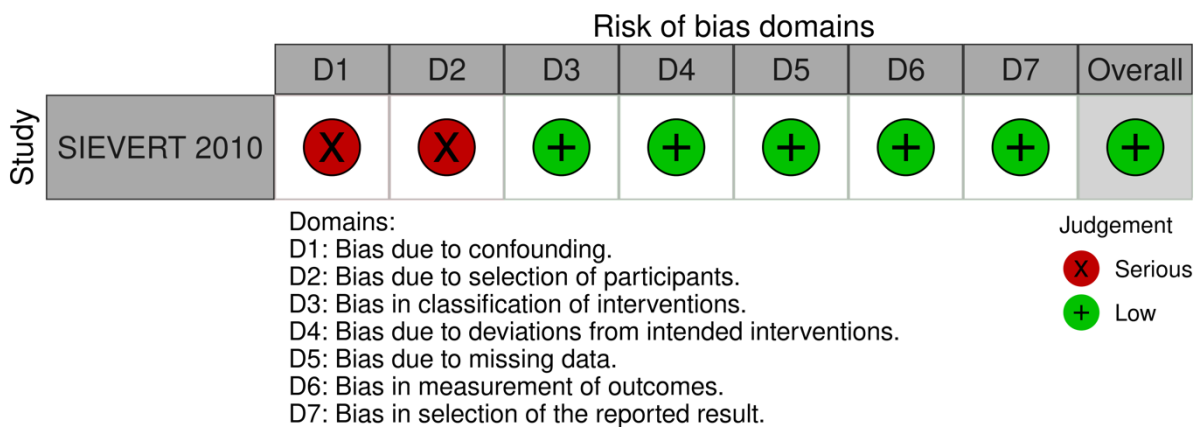 Risk of bias domains
D1 D2 D3 D4 D5 D6 D7 Overall
Study
SIEVERT 2010 X X + + + + + +
Domains:
D1: Bias due to confounding.
D2: Bias due to selection of participants.
D3: Bias in classification of interventions.
D4: Bias due to deviations from intended interventions.
D5: Bias due to missing data.
D6: Bias in measurement of outcomes.
D7: Bias in selection of the reported result.
Judgement
X Serious
+ Low